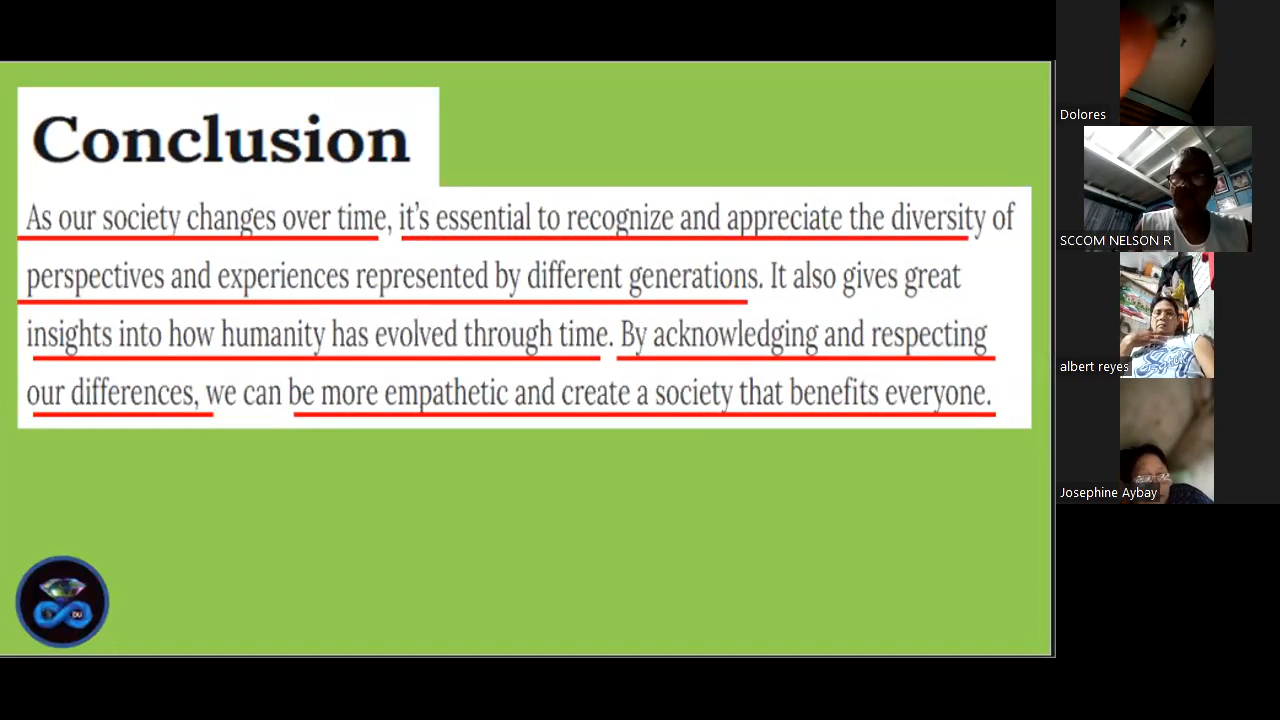 Conclusion
As our society changes over time, it's essential to recognize and appreciate the diversity of
perspectives and experiences represented by different generations. It also gives great
insights into how humanity has evolved through time. By acknowledging and respecting
our differences, we can be more empathetic and create a society that benefits everyone.
Dolores
SCCOM NELSON R
albert reyes
Josephine Aybay